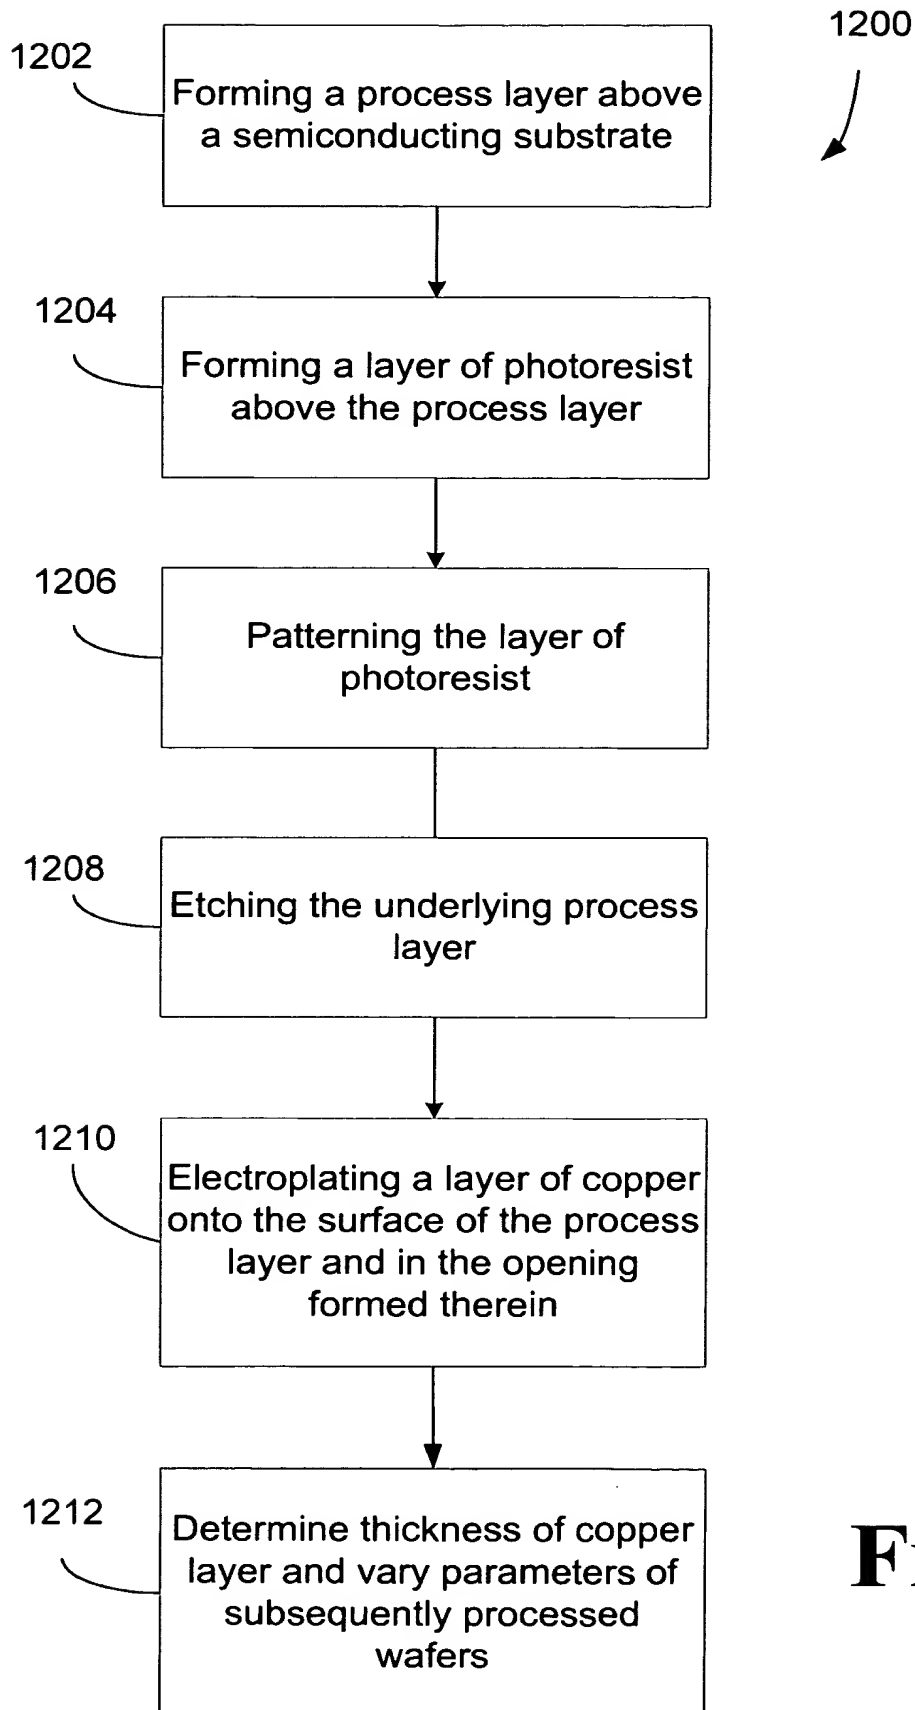 1200
1202
Forming a process layer above
a semiconducting substrate
1204
Forming a layer of photoresist
above the process layer
1206
Patterning the layer of
photoresist
1208
Etching the underlying process
layer
1210
Electroplating a layer of copper
onto the surface of the process
layer and in the opening
formed therein
1212
Determine thickness of copper
layer and vary parameters of
subsequently processed
wafers